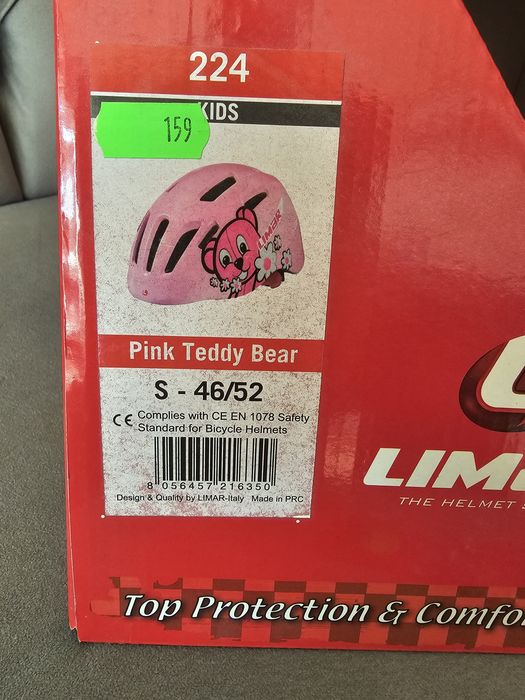 224
KIDS
159
LIMAR
Pink Teddy Bear
S - 46/52
CE Complies with CE EN 1078 Safety
Standard for Bicycle Helmets
8 056457 216350
Design & Quality by LIMAR-Italy Made in PRC
LIM
THE HELMET
Top Protection & Comfo